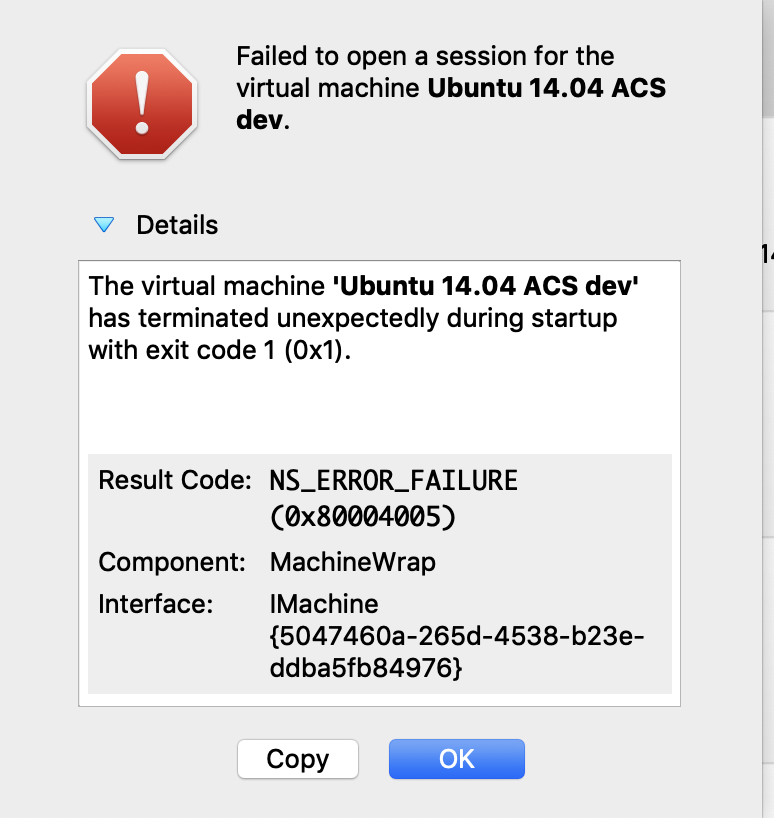 Failed to open a session for the
virtual machine Ubuntu 14.04 ACS
dev.
Details
The virtual machine 'Ubuntu 14.04 ACS dev'
has terminated unexpectedly during startup
with exit code 1 (0x1).
Result Code: NS_ERROR_FAILURE
(0x80004005)
Component: MachineWrap
Interface: IMachine
{5047460a-265d-4538-b23e-
ddba5fb84976}
Copy OK